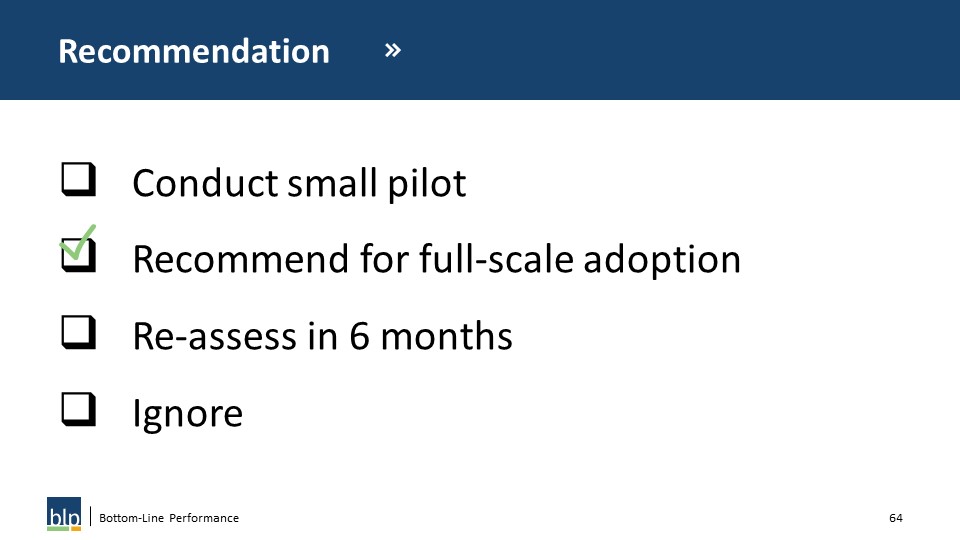 Recommendation »
Conduct small pilot
Recommend for full-scale adoption
Re-assess in 6 months
Ignore
blp Bottom-Line Performance 64